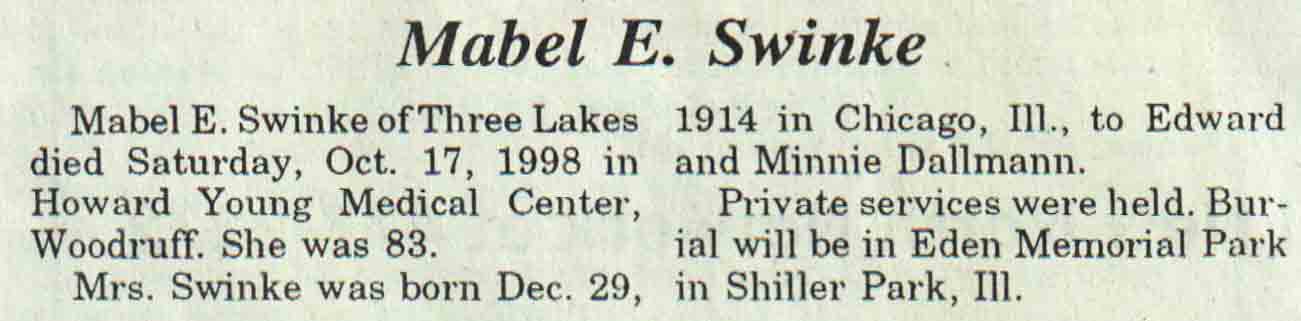 Mabel E. Swinke
Mabel E. Swinke of Three Lakes
died Saturday, Oct. 17, 1998 in
Howard Young Medical Center,
Woodruff. She was 83.
Mrs. Swinke was born Dec. 29,
1914 in Chicago, Ill., to Edward
and Minnie Dallmann.
Private services were held. Bur-
ial will be in Eden Memorial Park
in Shiller Park, Ill.